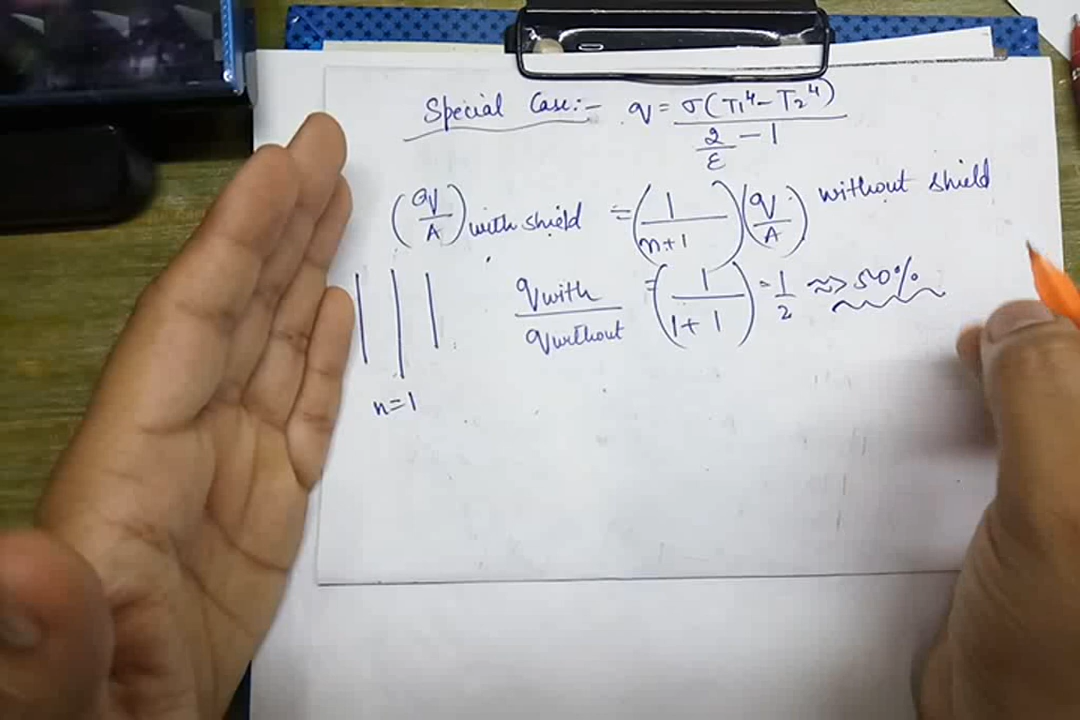 Special Case:- q = σ(T₁⁴ - T₂⁴) / (2/ε - 1)
(q/A) with shield = (1/(n+1)) (q/A) without shield
q with / q without = (1/(1+1)) = 1/2 ≈> 50%
n=1